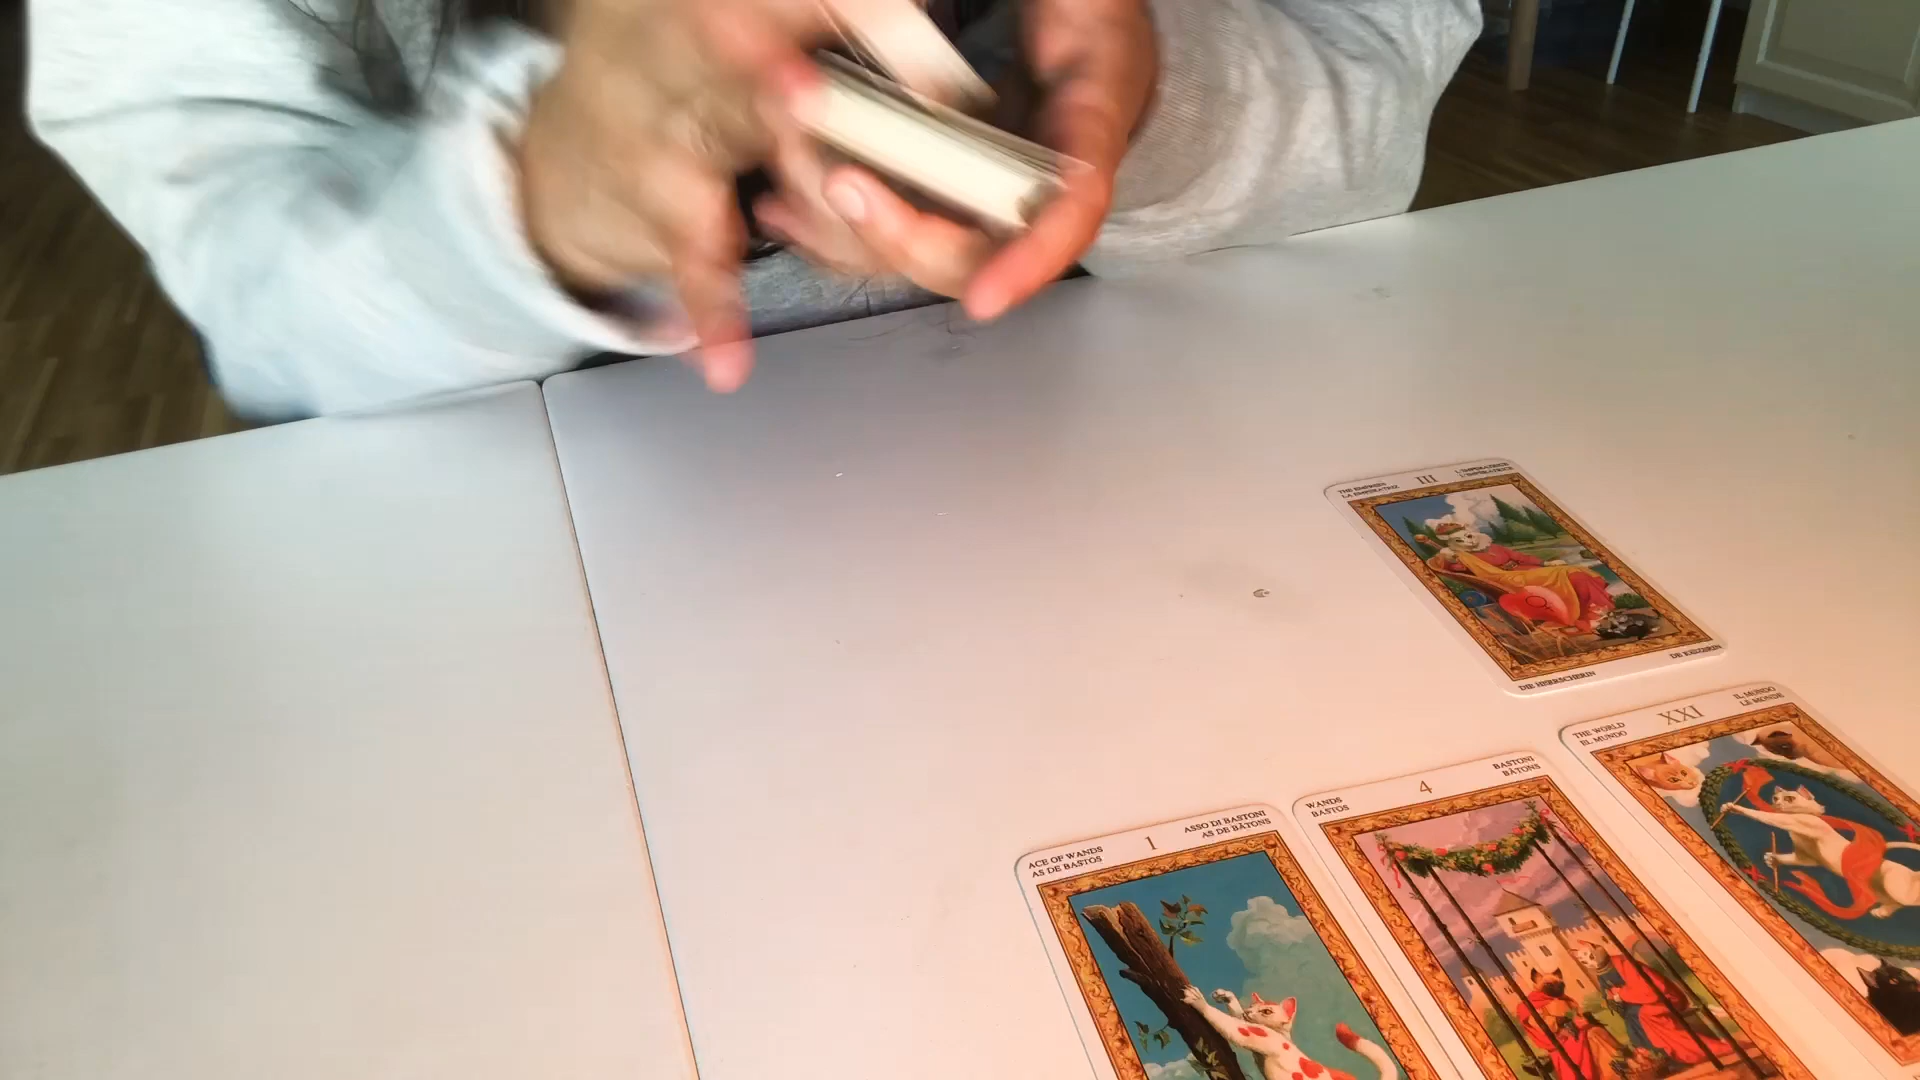 THE EMPRESS
LA EMPERATRIZ
III
L'IMPERATRICE
L'IMPÉRATRICE
DIE HERRSCHERIN
DE KEIZERIN
THE WORLD
EL MUNDO
XXI
IL MONDO
LE MONDE
WANDS
BASTOS
4
BASTONI
BÂTONS
ACE OF WANDS
AS DE BASTOS
1
ASSO DI BASTONI
AS DE BÂTONS